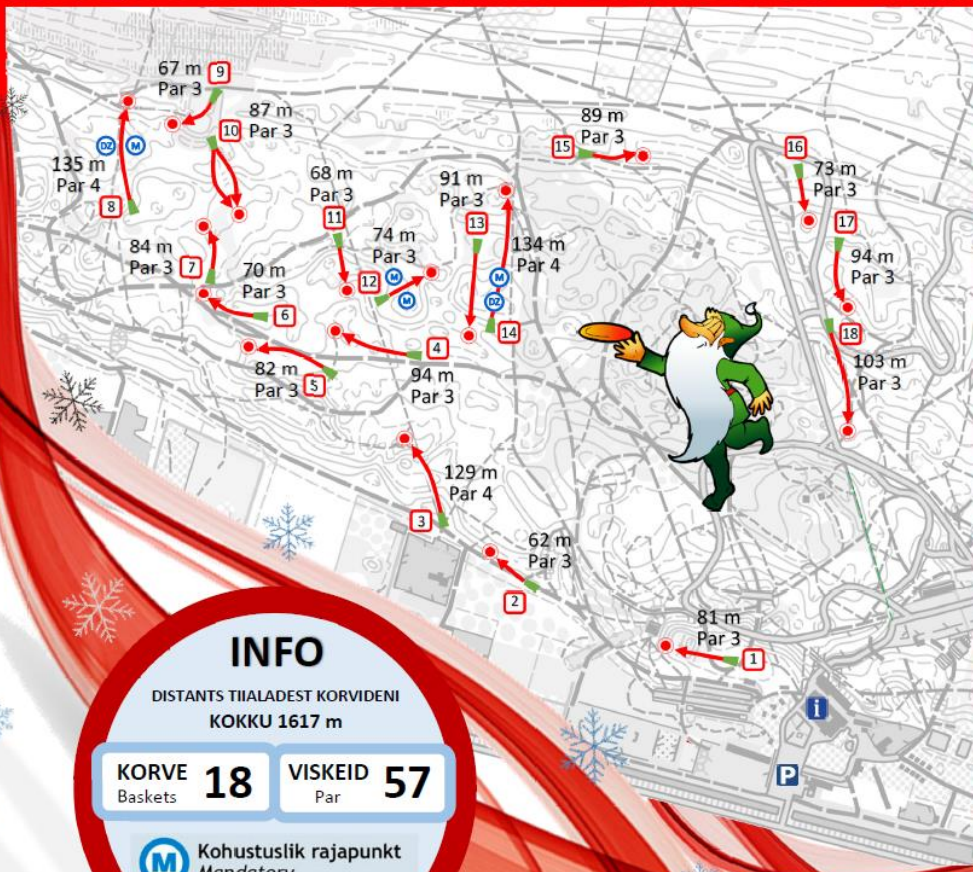 67 m
Par 3
9
87 m
Par 3
10
DZ
M
135 m
Par 4
8
89 m
Par 3
15
16
73 m
Par 3
17
94 m
Par 3
18
103 m
Par 3
68 m
Par 3
11
91 m
Par 3
13
74 m
Par 3
12
M
M
134 m
Par 4
M
DZ
14
84 m
Par 3
7
70 m
Par 3
6
82 m
Par 3
5
4
94 m
Par 3
129 m
Par 4
3
62 m
Par 3
2
81 m
Par 3
1
i
P
INFO
DISTANTS TIIALADEST KORVIDENI
KOKKU 1617 m
KORVE
Baskets
18
VISKEID
Par
57
M
Kohustuslik rajapunkt
Mandatory